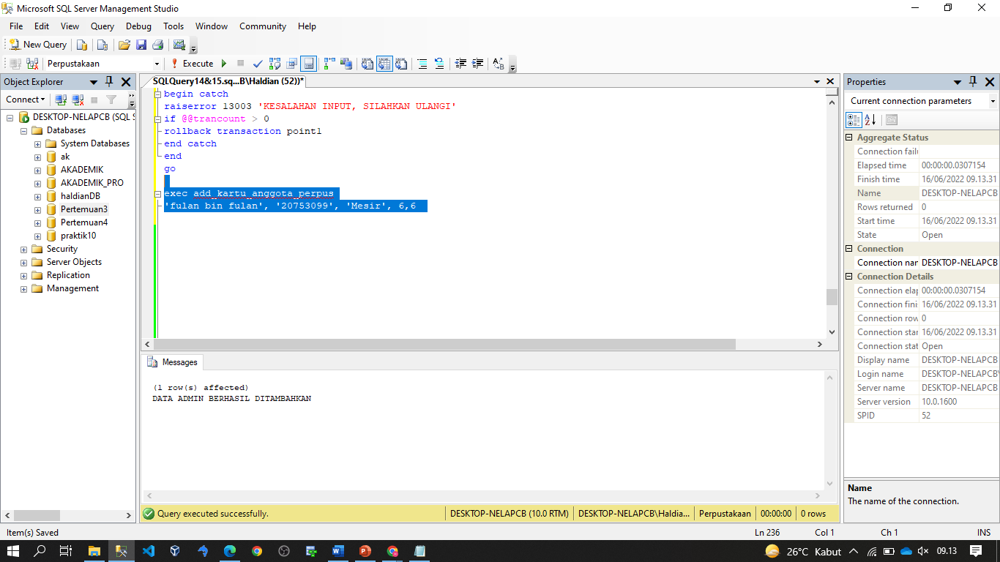 Microsoft SQL Server Management Studio
File Edit View Query Debug Tools Window Community Help
New Query
Perpustakaan Execute
Object Explorer
Connect
DESKTOP-NELAPCB (SQL S
Databases
System Databases
ak
AKADEMIK
AKADEMIK_PRO
haldianDB
Pertemuan3
Pertemuan4
praktik10
Security
Server Objects
Replication
Management
SQLQuery14&15.sq...B\Haldian (52))*
begin catch
raiserror 13003 'KESALAHAN INPUT, SILAHKAN ULANGI'
if @@trancount > 0
rollback transaction point1
end catch
end
go
exec add_kartu_anggota_perpus
'fulan bin fulan', '20753099', 'Mesir', 6,6
Messages
(1 row(s) affected)
DATA ADMIN BERHASIL DITAMBAHKAN
Query executed successfully. DESKTOP-NELAPCB (10.0 RTM) DESKTOP-NELAPCB\Haldia... Perpustakaan 00:00:00 0 rows
Properties
Current connection parameters
Aggregate Status
Connection failu
Elapsed time 00:00:00.0307154
Finish time 16/06/2022 09.13.31
Name DESKTOP-NELAPCB
Rows returned 0
Start time 16/06/2022 09.13.31
State Open
Connection
Connection nar DESKTOP-NELAPCB
Connection Details
Connection elap 00:00:00.0307154
Connection fini 16/06/2022 09.13.31
Connection row 0
Connection star 16/06/2022 09.13.31
Connection stat Open
Display name DESKTOP-NELAPCB
Login name DESKTOP-NELAPCB\
Server name DESKTOP-NELAPCB
Server version 10.0.1600
SPID 52
Name
The name of the connection.
Item(s) Saved Ln 236 Col 1 Ch 1 INS
26°C Kabut 09.13